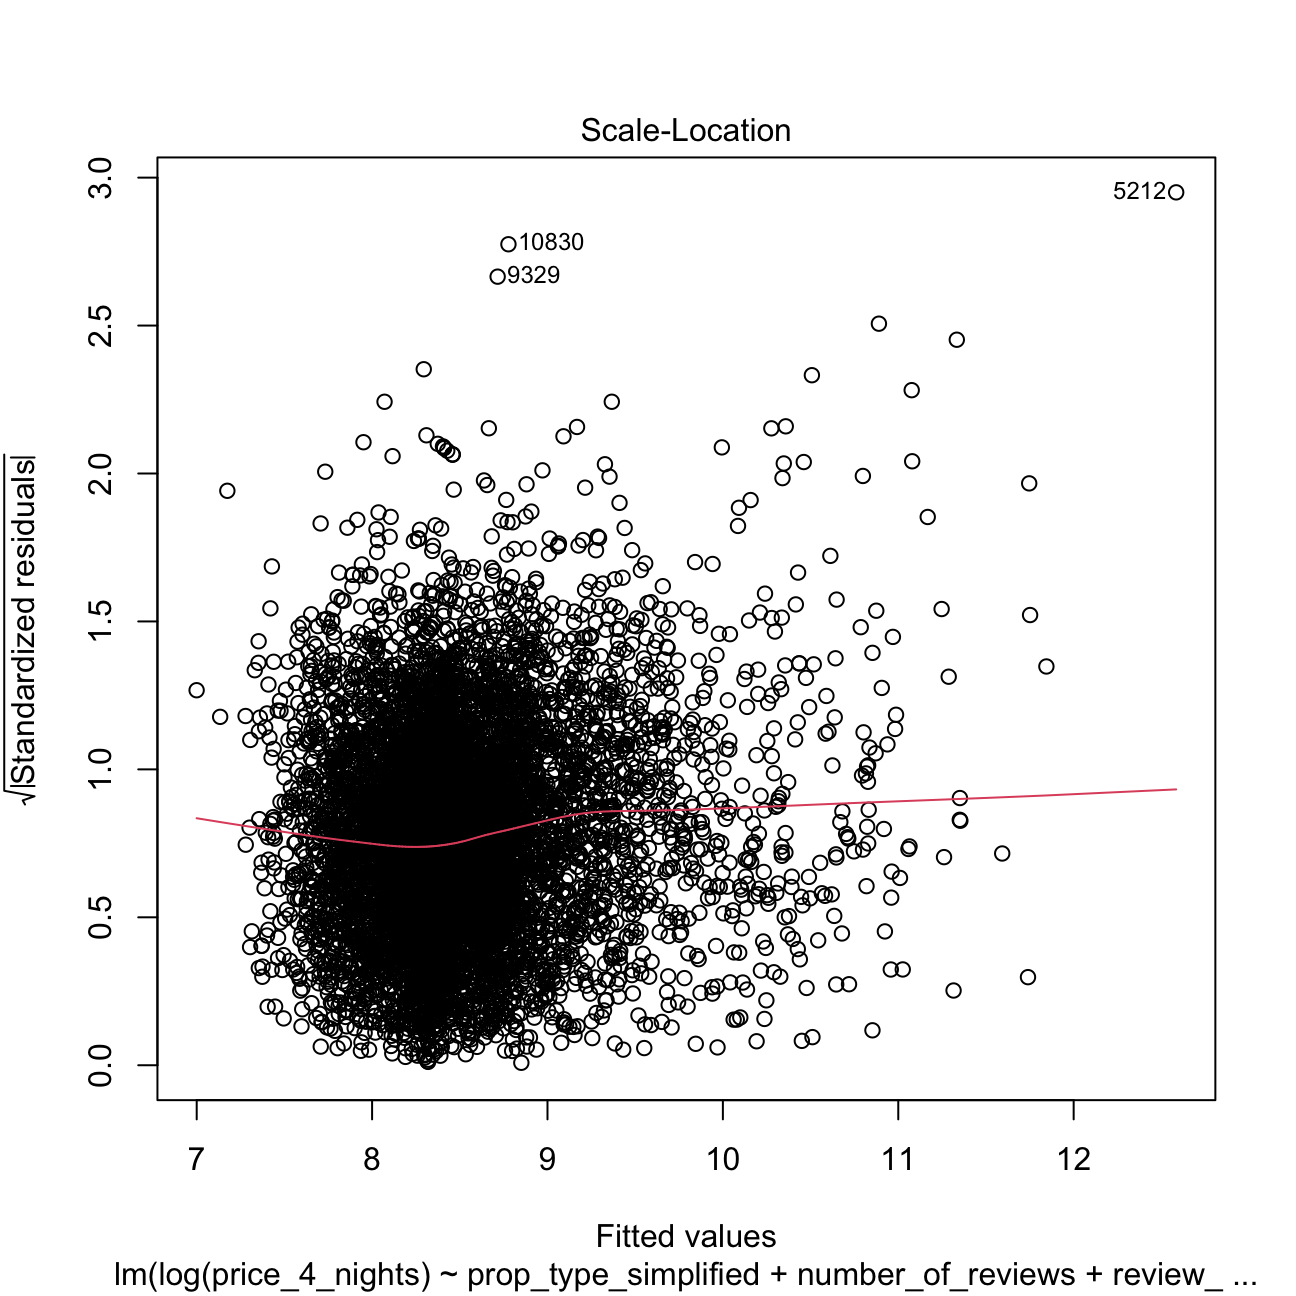 Scale-Location
√|Standardized residuals|
3.0
2.5
2.0
1.5
1.0
0.5
0.0
5212
10830
9329
7 8 9 10 11 12
Fitted values
lm(log(price_4_nights) ~ prop_type_simplified + number_of_reviews + review_ ...